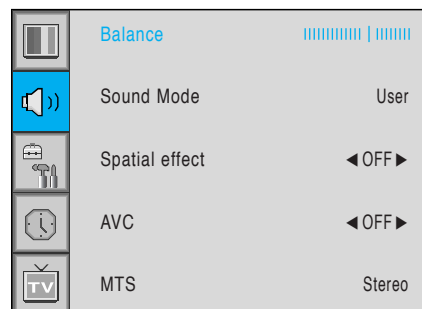 Balance
Sound Mode User
Spatial effect ◀ OFF ▶
AVC ◀ OFF ▶
MTS Stereo
TV